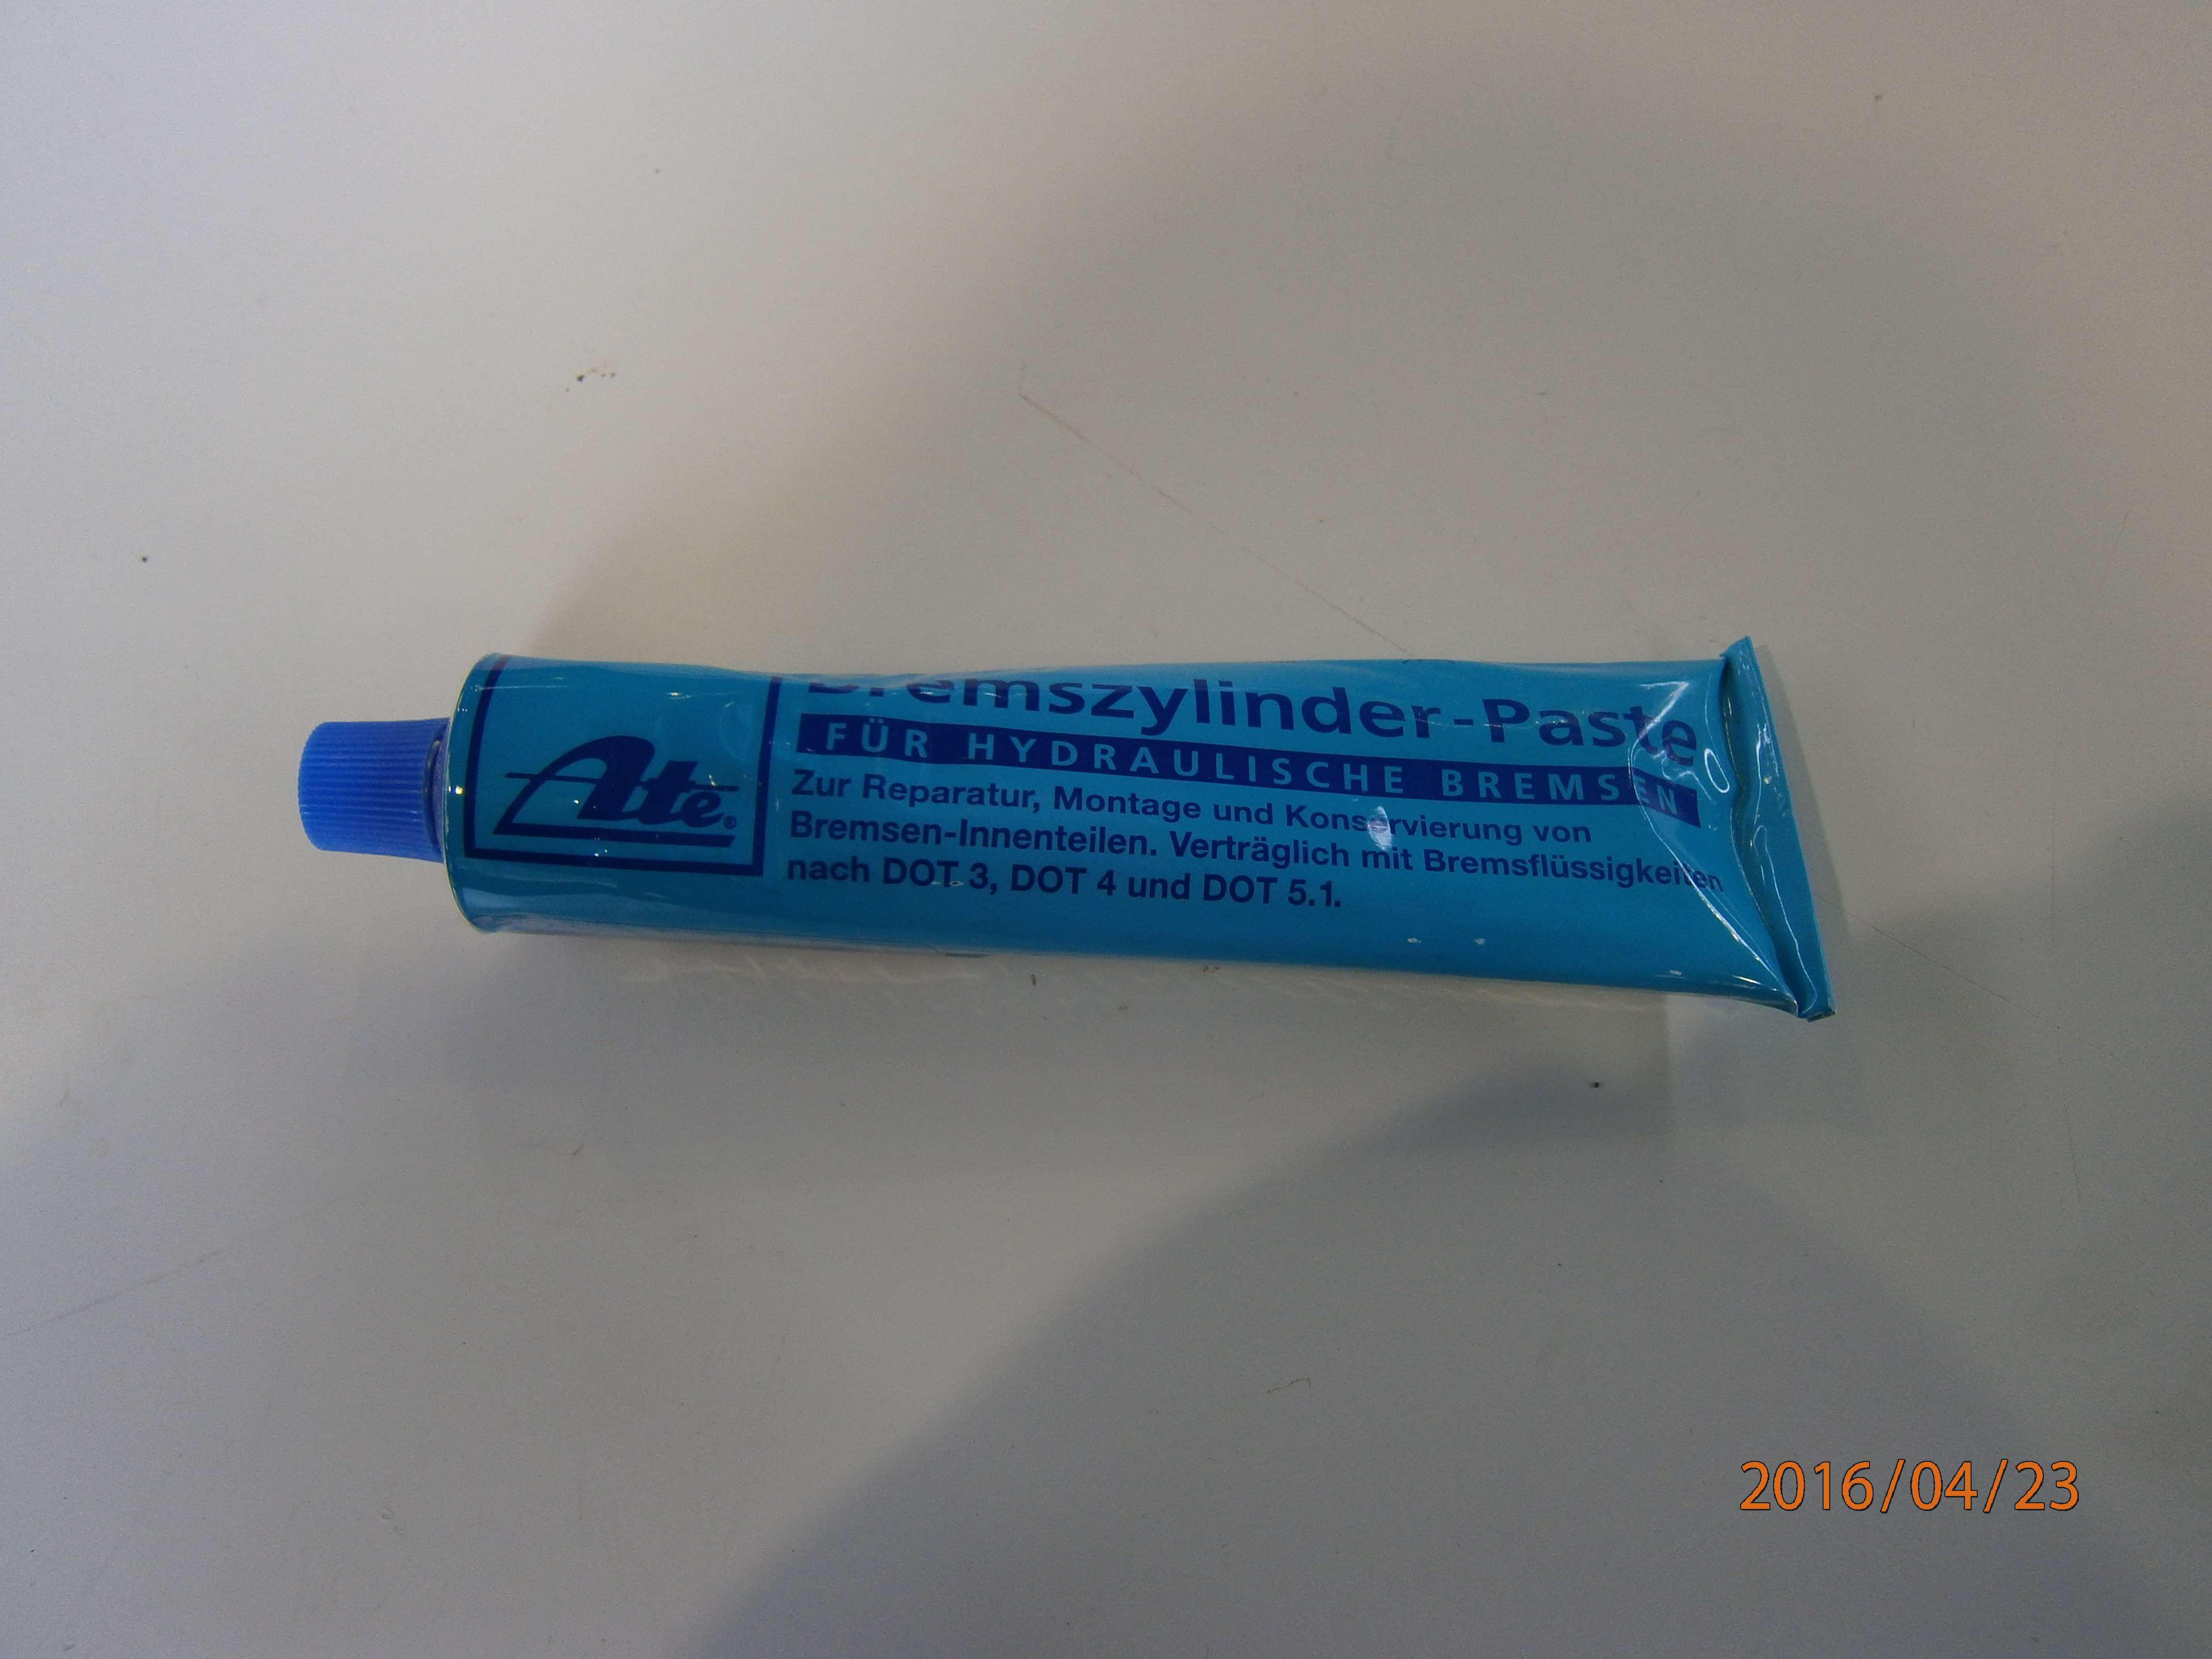 Ate®
Bremszylinder-Paste
FÜR HYDRAULISCHE BREMSEN
Zur Reparatur, Montage und Konservierung von
Bremsen-Innenteilen. Verträglich mit Bremsflüssigkeiten
nach DOT 3, DOT 4 und DOT 5.1.
2016/04/23